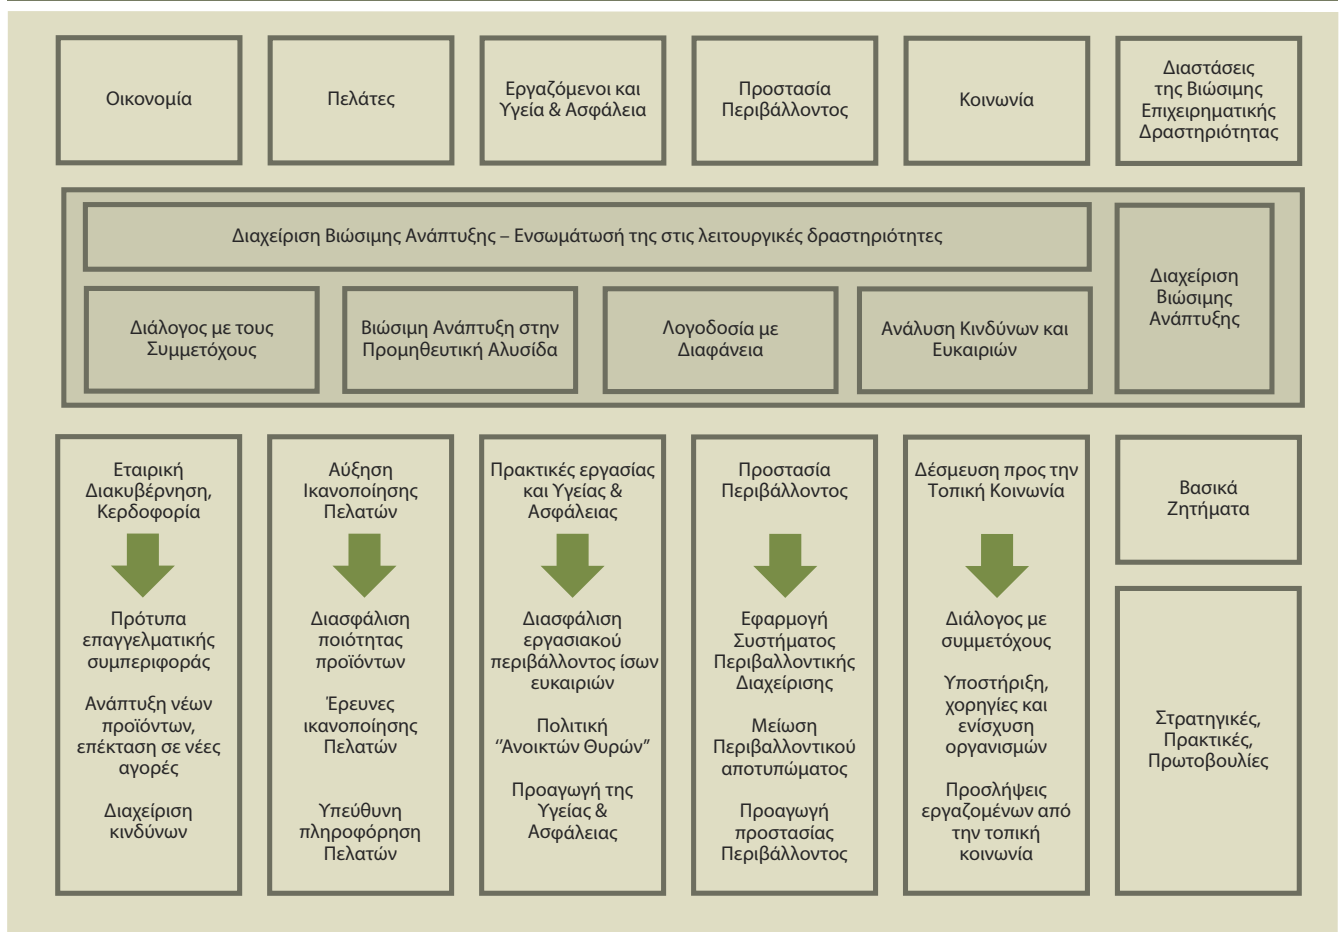 Οικονομία
Πελάτες
Εργαζόμενοι και
Υγεία & Ασφάλεια
Προστασία
Περιβάλλοντος
Κοινωνία
Διαστάσεις
της Βιώσιμης
Επιχειρηματικής
Δραστηριότητας
Διαχείριση Βιώσιμης Ανάπτυξης – Ενσωμάτωσή της στις λειτουργικές δραστηριότητες
Διάλογος με τους
Συμμετόχους
Βιώσιμη Ανάπτυξη στην
Προμηθευτική Αλυσίδα
Λογοδοσία με
Διαφάνεια
Ανάλυση Κινδύνων και
Ευκαιριών
Διαχείριση
Βιώσιμης
Ανάπτυξης
Εταιρική
Διακυβέρνηση,
Κερδοφορία
Πρότυπα
επαγγελματικής
συμπεριφοράς
Ανάπτυξη νέων
προϊόντων,
επέκταση σε νέες
αγορές
Διαχείριση
κινδύνων
Αύξηση
Ικανοποίησης
Πελατών
Διασφάλιση
ποιότητας
προϊόντων
Έρευνες
ικανοποίησης
Πελατών
Υπεύθυνη
πληροφόρηση
Πελατών
Πρακτικές εργασίας
και Υγείας &
Ασφάλειας
Διασφάλιση
εργασιακού
περιβάλλοντος ίσων
ευκαιριών
Πολιτική
“Ανοικτών Θυρών”
Προαγωγή της
Υγείας &
Ασφάλειας
Προστασία
Περιβάλλοντος
Εφαρμογή
Συστήματος
Περιβαλλοντικής
Διαχείρισης
Μείωση
Περιβαλλοντικού
αποτυπώματος
Προαγωγή
προστασίας
Περιβάλλοντος
Δέσμευση προς την
Τοπική Κοινωνία
Διάλογος με
συμμετόχους
Υποστήριξη,
χορηγίες και
ενίσχυση
οργανισμών
Προσλήψεις
εργαζομένων από
την τοπική
κοινωνία
Βασικά
Ζητήματα
Στρατηγικές,
Πρακτικές,
Πρωτοβουλίες